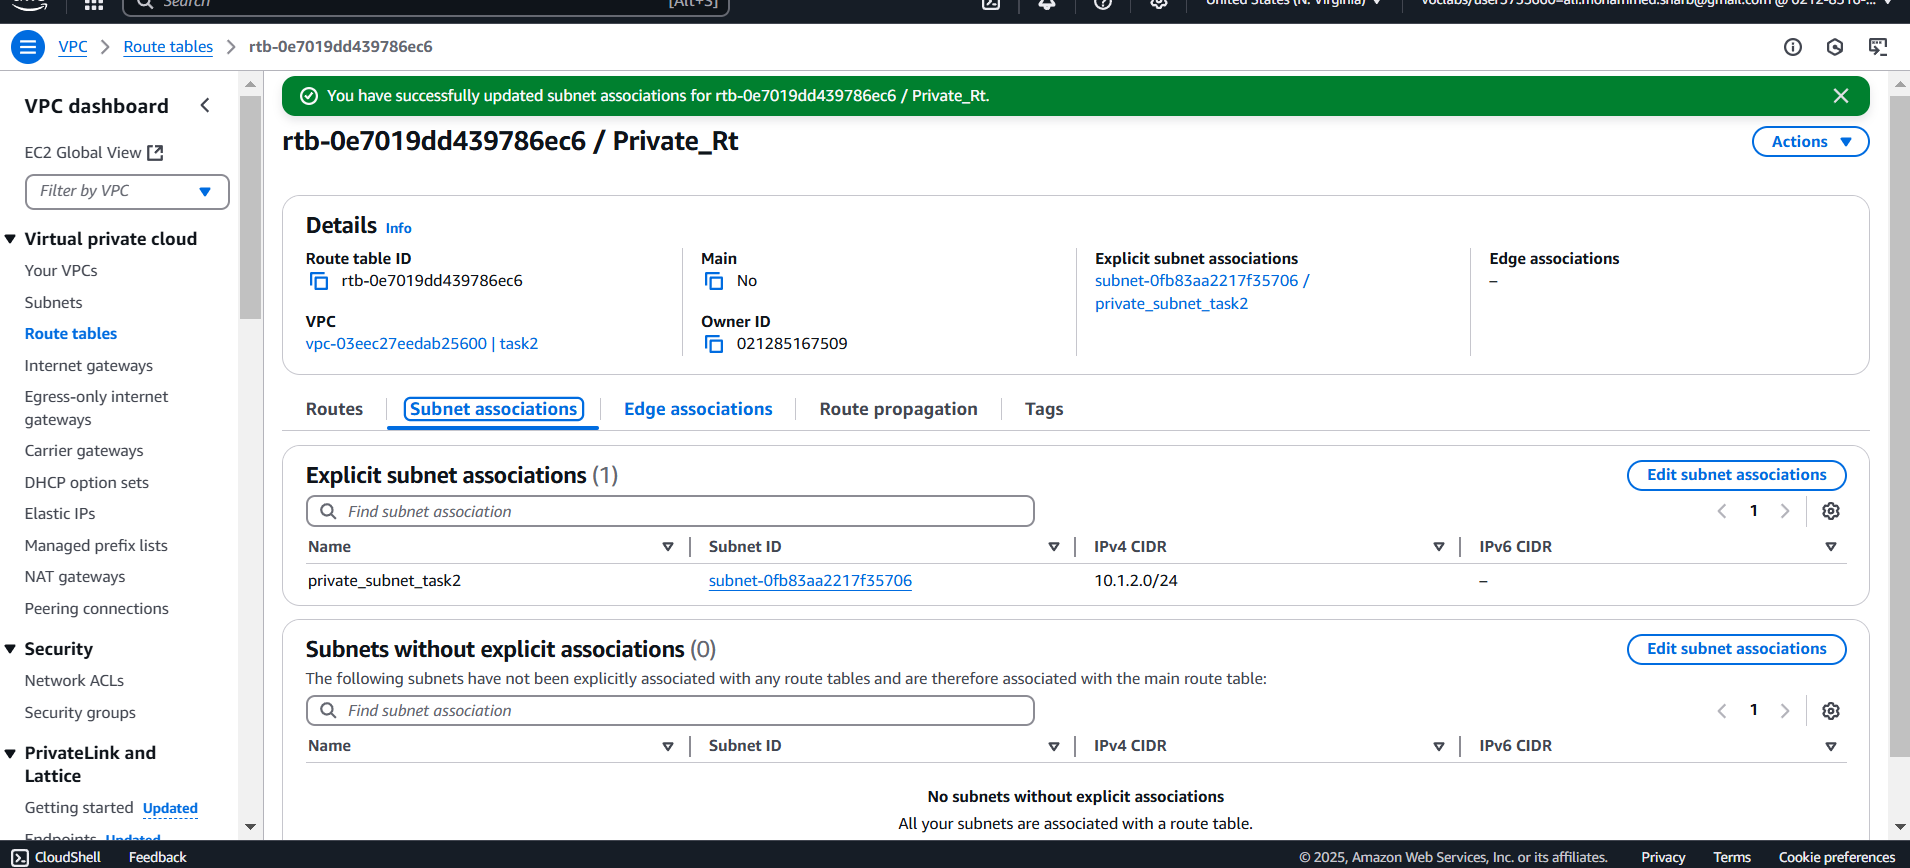 Search
[Alt+S]
United States (N. Virginia)
VPC
Route tables
rtb-0e7019dd439786ec6
VPC dashboard
EC2 Global View
Filter by VPC
Virtual private cloud
Your VPCs
Subnets
Route tables
Internet gateways
Egress-only internet
gateways
Carrier gateways
DHCP option sets
Elastic IPs
Managed prefix lists
NAT gateways
Peering connections
Security
Network ACLs
Security groups
PrivateLink and
Lattice
Getting started Updated
Endpoints Updated
You have successfully updated subnet associations for rtb-0e7019dd439786ec6 / Private_Rt.
rtb-0e7019dd439786ec6 / Private_Rt
Actions
Details Info
Route table ID
rtb-0e7019dd439786ec6
VPC
vpc-03eec27eedab25600 | task2
Main
No
Owner ID
021285167509
Explicit subnet associations
subnet-0fb83aa2217f35706 /
private_subnet_task2
Edge associations
–
Routes
Subnet associations
Edge associations
Route propagation
Tags
Explicit subnet associations (1)
Edit subnet associations
Find subnet association
1
Name Subnet ID IPv4 CIDR IPv6 CIDR
private_subnet_task2 subnet-0fb83aa2217f35706 10.1.2.0/24 –
Subnets without explicit associations (0)
Edit subnet associations
The following subnets have not been explicitly associated with any route tables and are therefore associated with the main route table:
Find subnet association
1
Name Subnet ID IPv4 CIDR IPv6 CIDR
No subnets without explicit associations
All your subnets are associated with a route table.
CloudShell
Feedback
© 2025, Amazon Web Services, Inc. or its affiliates.
Privacy
Terms
Cookie preferences